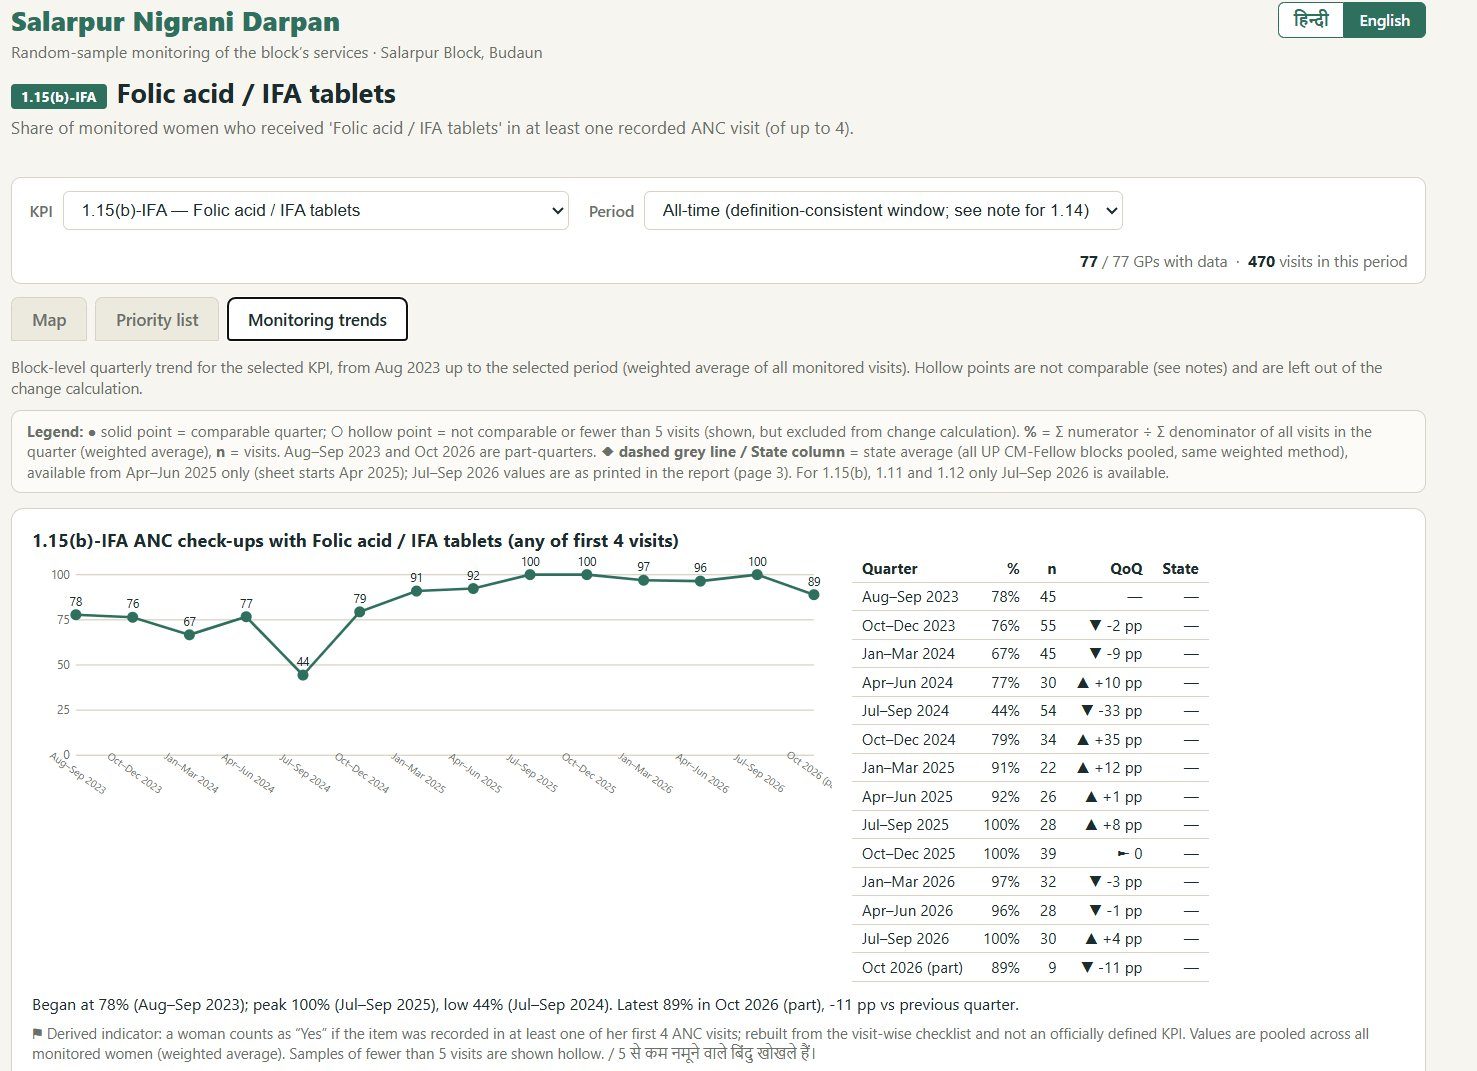 Salarpur Nigrani Darpan
हिन्दी English
Random-sample monitoring of the block's services · Salarpur Block, Budaun
1.15(b)-IFA Folic acid / IFA tablets
Share of monitored women who received 'Folic acid / IFA tablets' in at least one recorded ANC visit (of up to 4).
KPI 1.15(b)-IFA — Folic acid / IFA tablets Period All-time (definition-consistent window; see note for 1.14)
77 / 77 GPs with data · 470 visits in this period
Map Priority list Monitoring trends
Block-level quarterly trend for the selected KPI, from Aug 2023 up to the selected period (weighted average of all monitored visits). Hollow points are not comparable (see notes) and are left out of the
change calculation.
Legend: ● solid point = comparable quarter; ○ hollow point = not comparable or fewer than 5 visits (shown, but excluded from change calculation). % = Σ numerator ÷ Σ denominator of all visits in the
quarter (weighted average), n = visits. Aug–Sep 2023 and Oct 2026 are part-quarters. ◆ dashed grey line / State column = state average (all UP CM-Fellow blocks pooled, same weighted method),
available from Apr–Jun 2025 only (sheet starts Apr 2025); Jul–Sep 2026 values are as printed in the report (page 3). For 1.15(b), 1.11 and 1.12 only Jul–Sep 2026 is available.
1.15(b)-IFA ANC check-ups with Folic acid / IFA tablets (any of first 4 visits)
100
75
50
25
0
78 76 67 77 44 79 91 92 100 100 97 96 100 89
Aug–Sep 2023 Oct–Dec 2023 Jan–Mar 2024 Apr–Jun 2024 Jul–Sep 2024 Oct–Dec 2024 Jan–Mar 2025 Apr–Jun 2025 Jul–Sep 2025 Oct–Dec 2025 Jan–Mar 2026 Apr–Jun 2026 Jul–Sep 2026 Oct 2026 (p
Quarter % n QoQ State
Aug–Sep 2023 78% 45 — —
Oct–Dec 2023 76% 55 ▼ -2 pp —
Jan–Mar 2024 67% 45 ▼ -9 pp —
Apr–Jun 2024 77% 30 ▲ +10 pp —
Jul–Sep 2024 44% 54 ▼ -33 pp —
Oct–Dec 2024 79% 34 ▲ +35 pp —
Jan–Mar 2025 91% 22 ▲ +12 pp —
Apr–Jun 2025 92% 26 ▲ +1 pp —
Jul–Sep 2025 100% 28 ▲ +8 pp —
Oct–Dec 2025 100% 39 ► 0 —
Jan–Mar 2026 97% 32 ▼ -3 pp —
Apr–Jun 2026 96% 28 ▼ -1 pp —
Jul–Sep 2026 100% 30 ▲ +4 pp —
Oct 2026 (part) 89% 9 ▼ -11 pp —
Began at 78% (Aug–Sep 2023); peak 100% (Jul–Sep 2025), low 44% (Jul–Sep 2024). Latest 89% in Oct 2026 (part), -11 pp vs previous quarter.
⚑ Derived indicator: a woman counts as "Yes" if the item was recorded in at least one of her first 4 ANC visits; rebuilt from the visit-wise checklist and not an officially defined KPI. Values are pooled across all
monitored women (weighted average). Samples of fewer than 5 visits are shown hollow. / 5 से कम नमूने वाले बिंदु खोखले हैं।